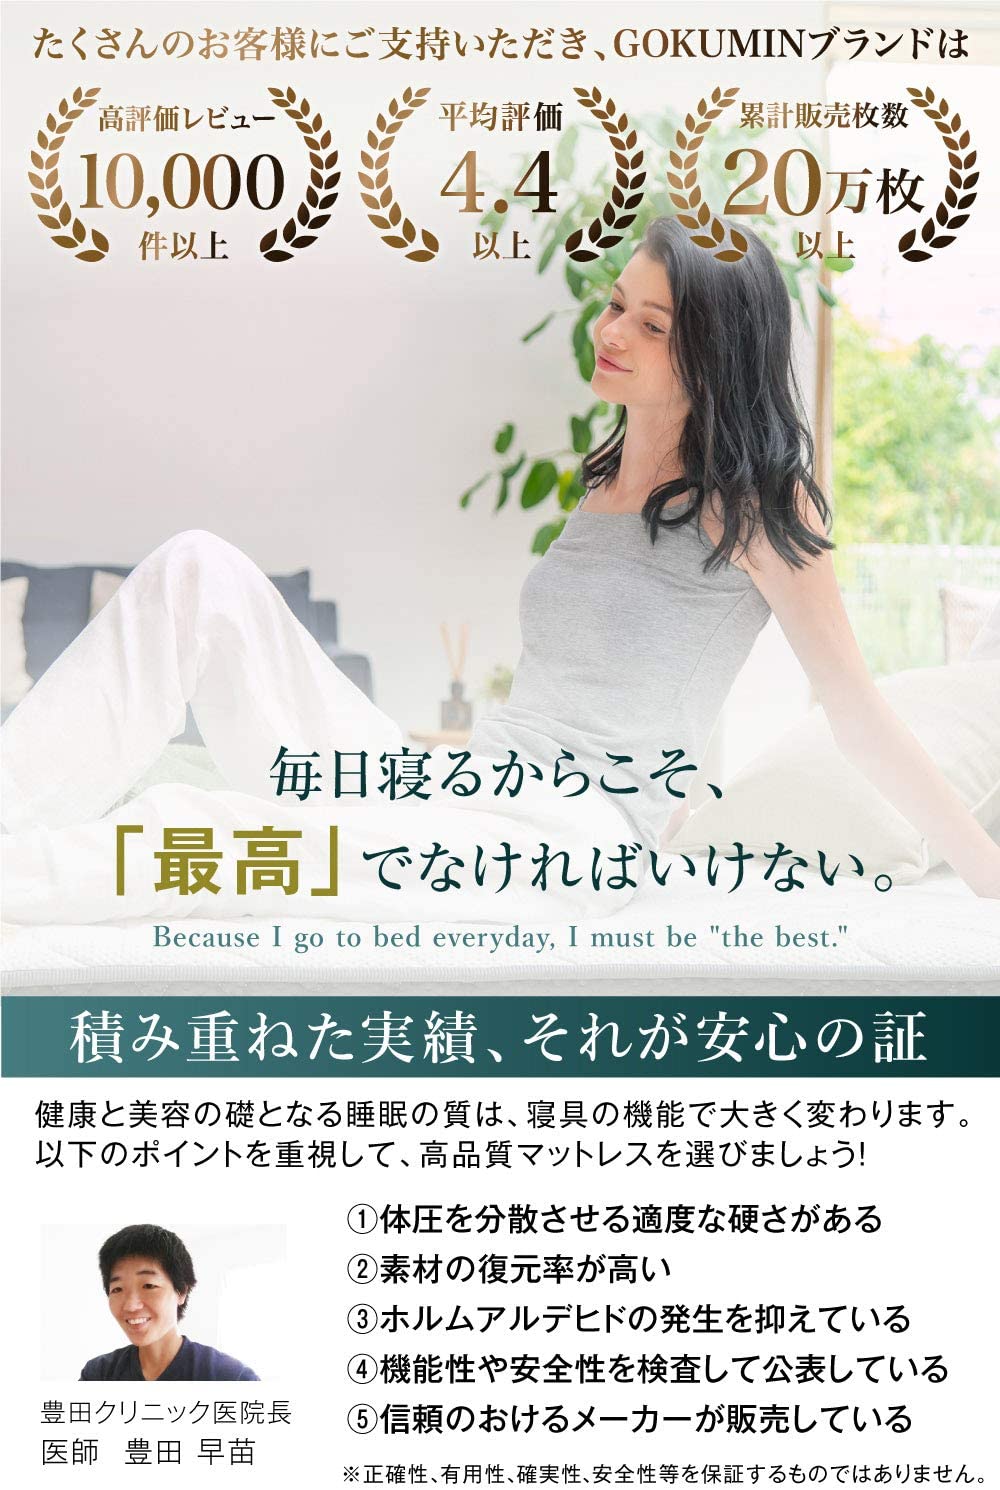 たくさんのお客様にご支持いただき、GOKUMINブランドは
高評価レビュー
10,000
件以上
平均評価
4.4
以上
累計販売枚数
20万枚
以上
毎日寝るからこそ、
「最高」でなければいけない。
Because I go to bed everyday, I must be "the best."
積み重ねた実績、それが安心の証
健康と美容の礎となる睡眠の質は、寝具の機能で大きく変わります。
以下のポイントを重視して、高品質マットレスを選びましょう!
①体圧を分散させる適度な硬さがある
②素材の復元率が高い
③ホルムアルデヒドの発生を抑えている
④機能性や安全性を検査して公表している
⑤信頼のおけるメーカーが販売している
豊田クリニック医院長
医師 豊田 早苗
※正確性、有用性、確実性、安全性等を保証するものではありません。